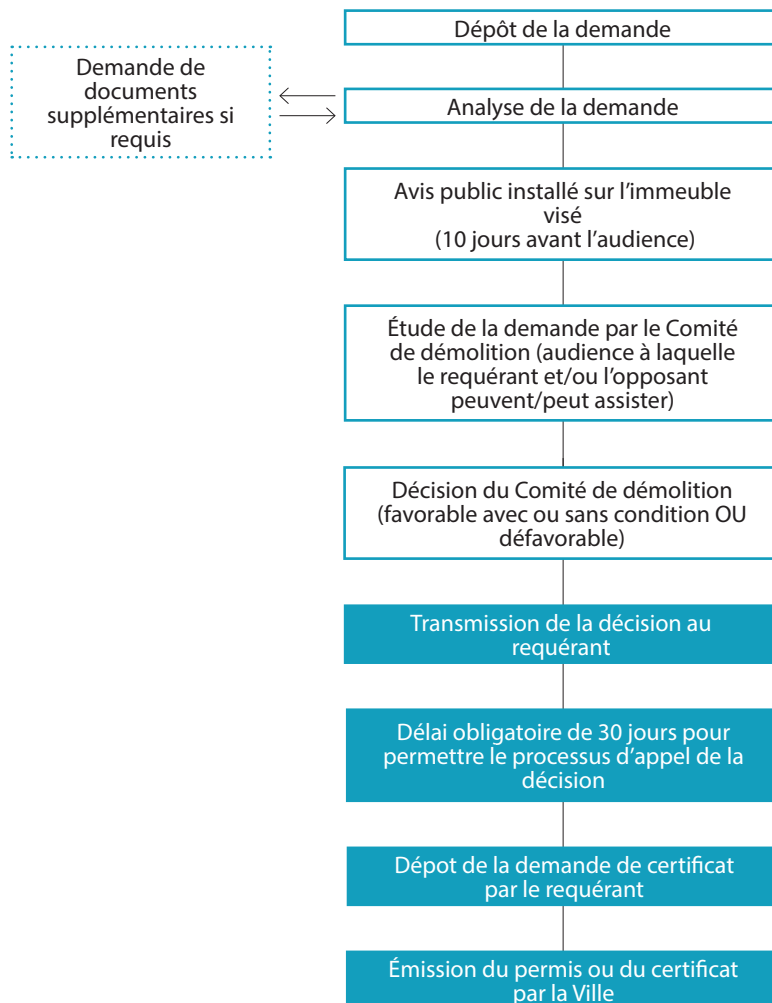 Dépôt de la demande
Demande de
documents
supplémentaires si
requis
Analyse de la demande
Avis public installé sur l’immeuble
visé
(10 jours avant l’audience)
Étude de la demande par le Comité
de démolition (audience à laquelle
le requérant et/ou l’opposant
peuvent/peut assister)
Décision du Comité de démolition
(favorable avec ou sans condition OU
défavorable)
Transmission de la décision au
requérant
Délai obligatoire de 30 jours pour
permettre le processus d’appel de la
décision
Dépot de la demande de certificat
par le requérant
Émission du permis ou du certificat
par la Ville